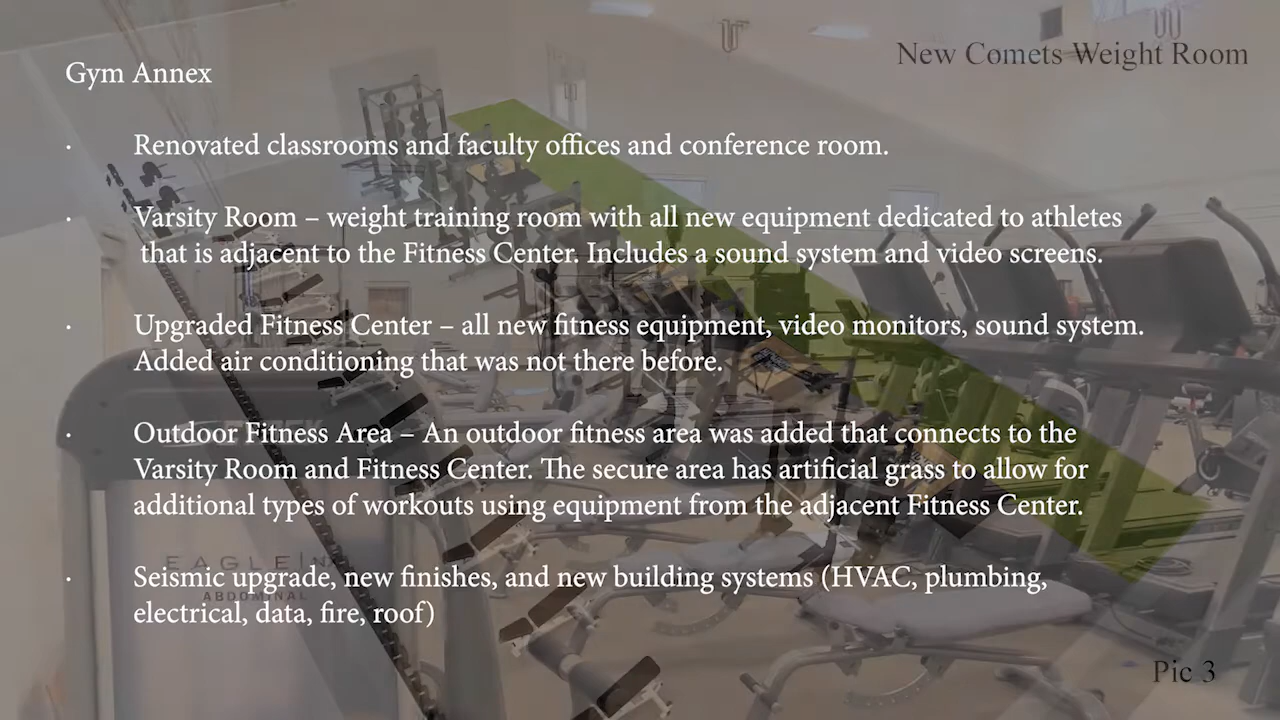 New Comets Weight Room
Gym Annex
· Renovated classrooms and faculty offices and conference room.
· Varsity Room – weight training room with all new equipment dedicated to athletes
that is adjacent to the Fitness Center. Includes a sound system and video screens.
· Upgraded Fitness Center – all new fitness equipment, video monitors, sound system.
Added air conditioning that was not there before.
· Outdoor Fitness Area – An outdoor fitness area was added that connects to the
Varsity Room and Fitness Center. The secure area has artificial grass to allow for
additional types of workouts using equipment from the adjacent Fitness Center.
EAGLE
ABDOMINAL
· Seismic upgrade, new finishes, and new building systems (HVAC, plumbing,
electrical, data, fire, roof)
Pic 3